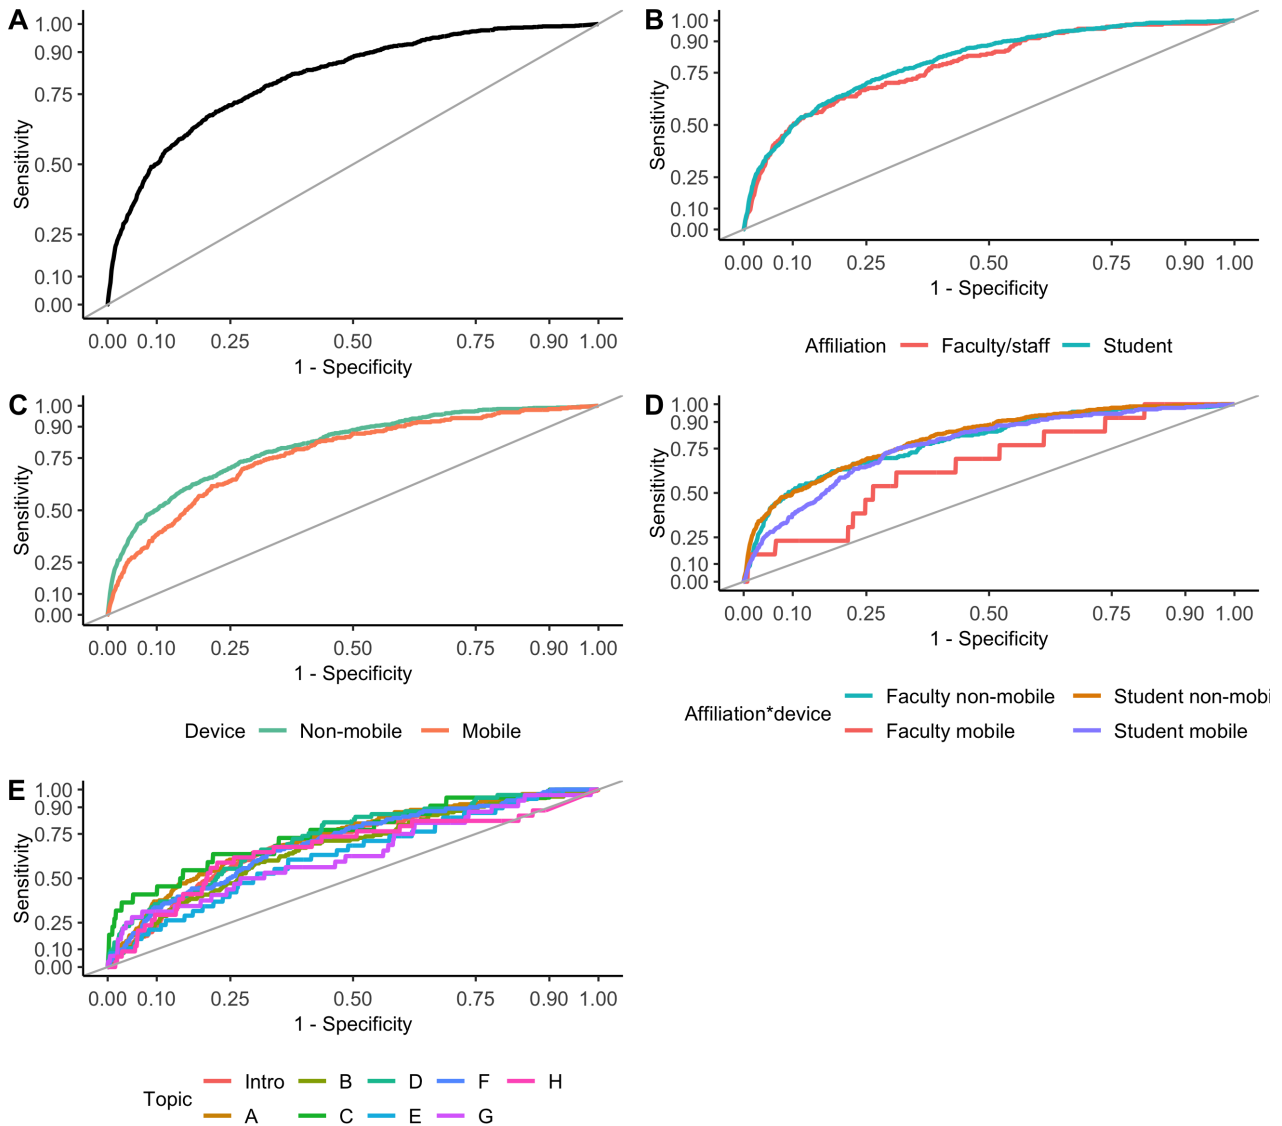 A
1.00
0.90
0.75
0.50
0.25
0.10
0.00
Sensitivity
0.00 0.10 0.25 0.50 0.75 0.90 1.00
1 - Specificity
B
1.00
0.90
0.75
0.50
0.25
0.10
0.00
Sensitivity
0.00 0.10 0.25 0.50 0.75 0.90 1.00
1 - Specificity
Affiliation Faculty/staff Student
C
1.00
0.90
0.75
0.50
0.25
0.10
0.00
Sensitivity
0.00 0.10 0.25 0.50 0.75 0.90 1.00
1 - Specificity
Device Non-mobile Mobile
D
1.00
0.90
0.75
0.50
0.25
0.10
0.00
Sensitivity
0.00 0.10 0.25 0.50 0.75 0.90 1.00
1 - Specificity
Affiliation*device
Faculty non-mobile Student non-mobi
Faculty mobile Student mobile
E
1.00
0.90
0.75
0.50
0.25
0.10
0.00
Sensitivity
0.00 0.10 0.25 0.50 0.75 0.90 1.00
1 - Specificity
Topic
Intro B D F H
A C E G